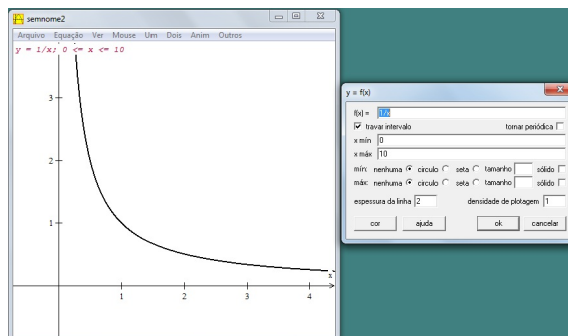 semnome2
Arquivo Equação Ver Mouse Um Dois Anim Outros
y = 1/x; 0 <= x <= 10
3
2
1
x
1 2 3 4
y = f(x)
f(x) = 1/x
travar intervalo tornar periódica
x mín 0
x máx 10
mín: nenhuma círculo seta tamanho sólido
máx: nenhuma círculo seta tamanho sólido
espessura da linha 2 densidade de plotagem 1
cor ajuda ok cancelar